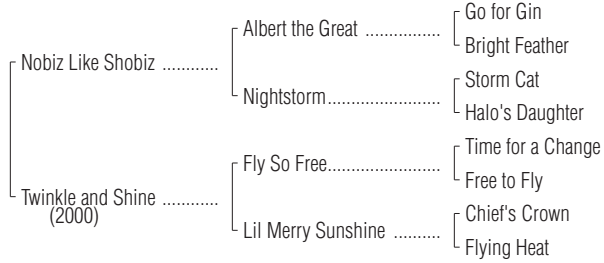 Go for Gin
Albert the Great ..................
Bright Feather
Nobiz Like Shobiz ............
Storm Cat
Nightstorm.......................
Halo's Daughter
Time for a Change
Fly So Free.......................
Free to Fly
Twinkle and Shine ............
(2000)
Chief's Crown
Lil Merry Sunshine ..........
Flying Heat